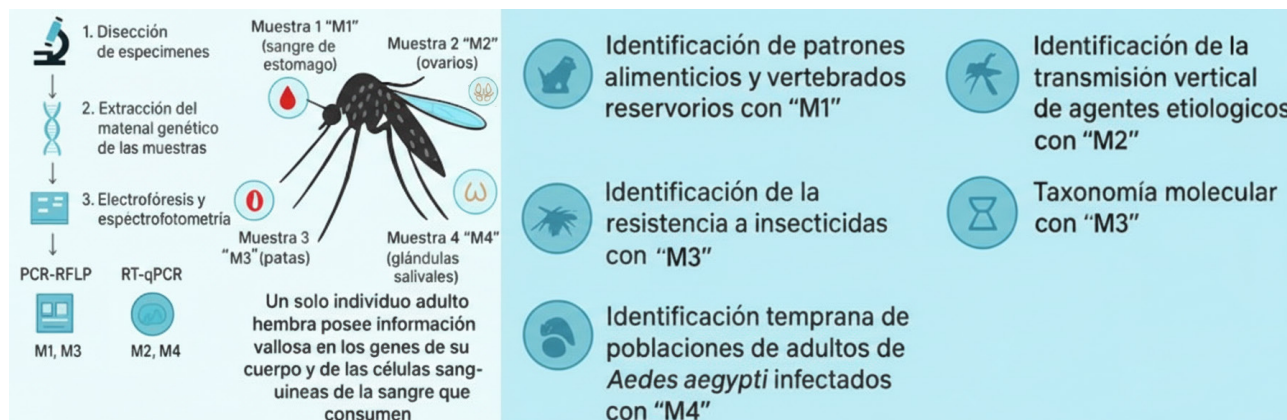 1. Disección
de especimenes
2. Extracción del
matenal genético
de las muestras
3. Electrofóresis y
espéctrofotometría
PCR-RFLP
RT-qPCR
M1, M3
M2, M4
Muestra 1 "M1"
(sangre de
estomago)
Muestra 2 "M2"
(ovarios)
Muestra 3
"M3" (patas)
Muestra 4 "M4"
(glándulas
salivales)
Un solo individuo adulto
hembra posee información
vallosa en los genes de su
cuerpo y de las células sang-
uineas de la sangre que
consumen
Identificación de patrones
alimenticios y vertebrados
reservorios con "M1"
Identificación de la
resistencia a insecticidas
con "M3"
Identificación temprana de
poblaciones de adultos de
Aedes aegypti infectados
con "M4"
Identificación de la
transmisión vertical
de agentes etiologicos
con "M2"
Taxonomía molecular
con "M3"